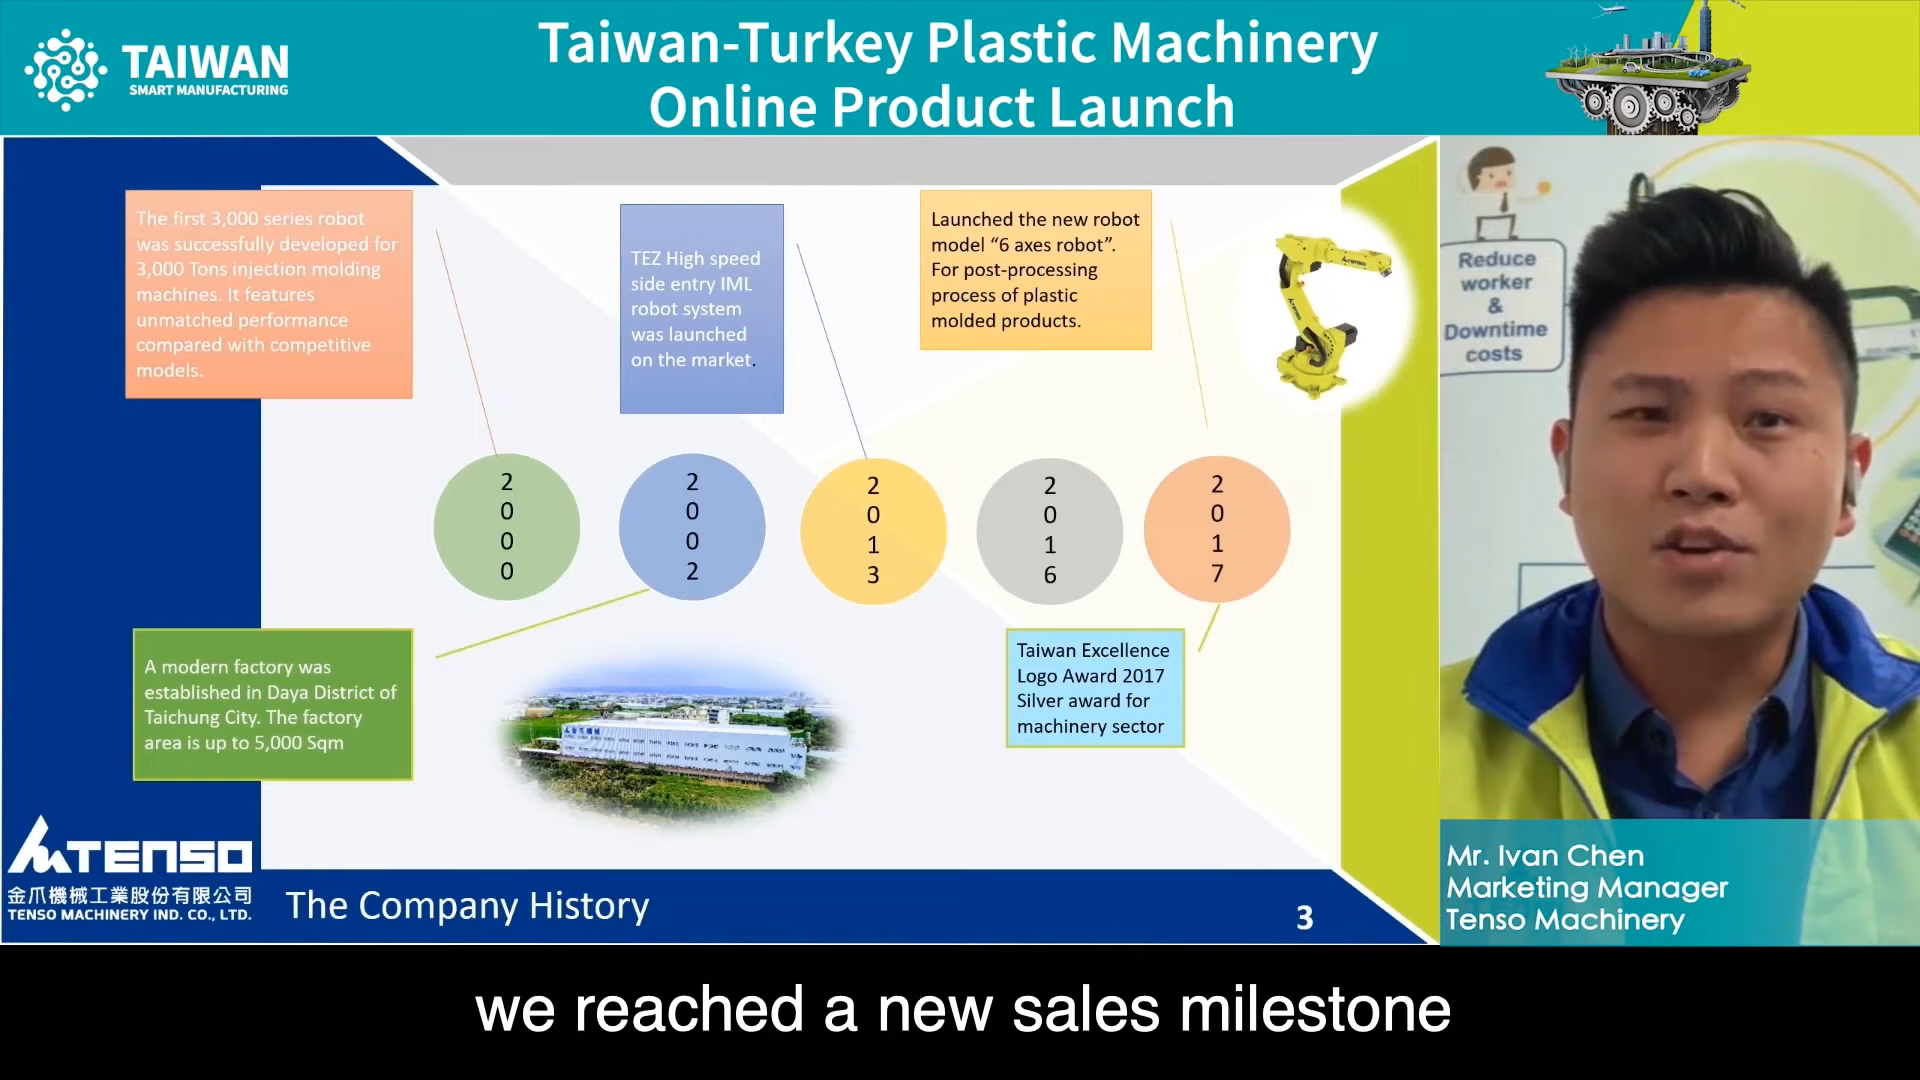 TAIWAN
SMART MANUFACTURING
Taiwan-Turkey Plastic Machinery
Online Product Launch
The first 3,000 series robot
was successfully developed for
3,000 Tons injection molding
machines. It features
unmatched performance
compared with competitive
models.
TEZ High speed
side entry IML
robot system
was launched
on the market.
Launched the new robot
model “6 axes robot”.
For post-processing
process of plastic
molded products.
Reduce
worker
&
Downtime
costs
2
0
0
0
2
0
0
2
2
0
1
3
2
0
1
6
2
0
1
7
A modern factory was
established in Daya District of
Taichung City. The factory
area is up to 5,000 Sqm
Taiwan Excellence
Logo Award 2017
Silver award for
machinery sector
TENSO
金爪機械工業股份有限公司
TENSO MACHINERY IND. CO., LTD.
The Company History
3
Mr. Ivan Chen
Marketing Manager
Tenso Machinery
we reached a new sales milestone